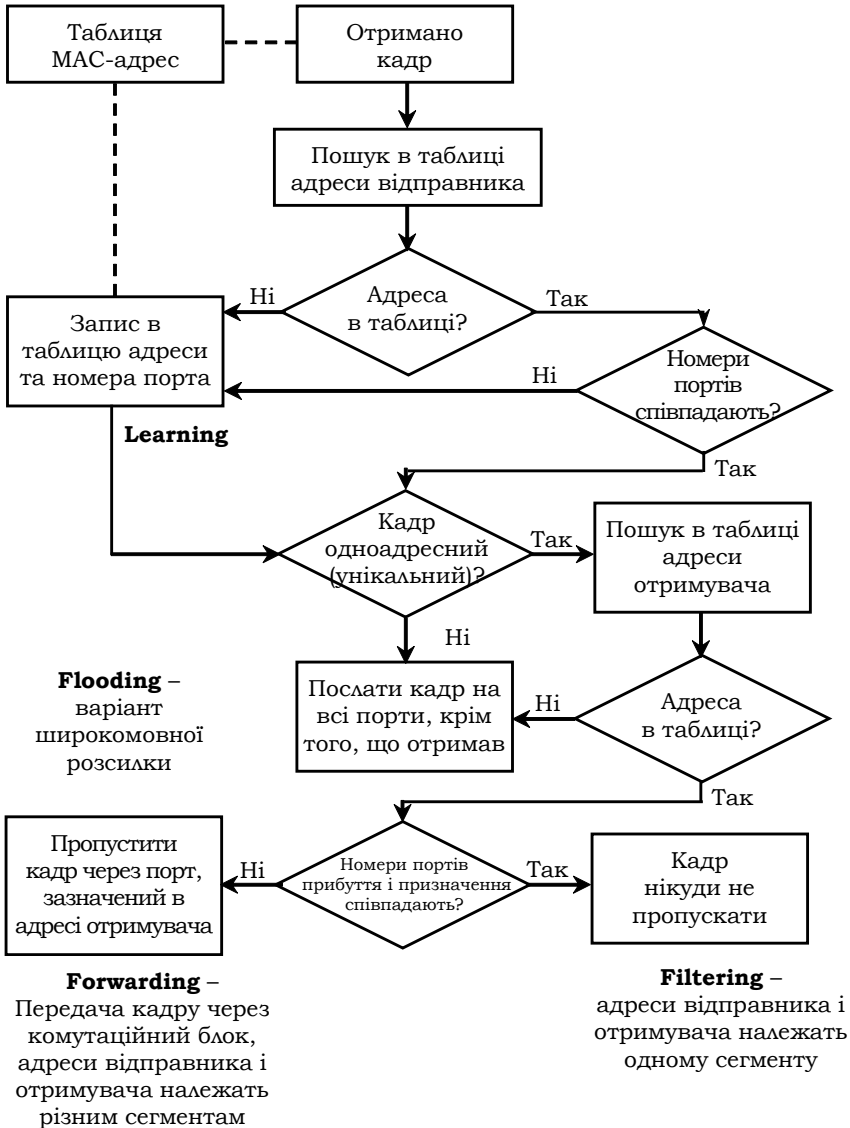 Таблиця
МАС-адрес
Отримано
кадр
Пошук в таблиці
адреси відправника
Адреса
в таблиці?
Ні
Так
Запис в
таблицю адреси
та номера порта
Номери
портів
співпадають?
Ні
Learning
Так
Кадр
одноадресний
(унікальний)?
Так
Пошук в таблиці
адреси
отримувача
Ні
Flooding –
варіант
широкомовної
розсилки
Послати кадр на
всі порти, крім
того, що отримав
Ні
Адреса
в таблиці?
Так
Пропустити
кадр через порт,
зазначений в
адресі отримувача
Ні
Номери портів
прибуття і призначення
співпадають?
Так
Кадр
нікуди не
пропускати
Forwarding –
Передача кадру через
комутаційний блок,
адреси відправника і
отримувача належать
різним сегментам
Filtering –
адреси відправника і
отримувача належать
одному сегменту